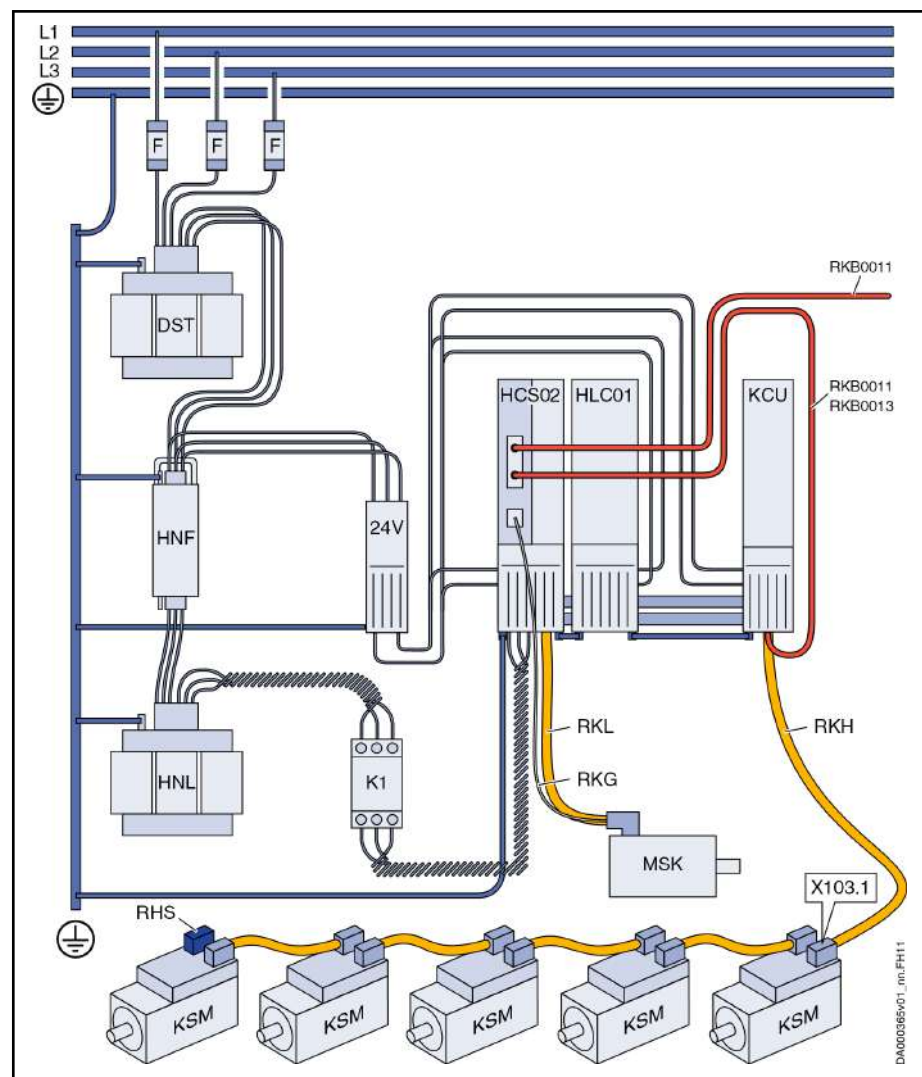 L1
L2
L3
F F F
DST
RKB0011
HCS02 HLC01 KCU
RKB0011
RKB0013
HNF
24V
RKL
RKH
RKG
HNL
K1
MSK
X103.1
RHS
KSM KSM KSM KSM KSM
DA000365v01_nn.FH11